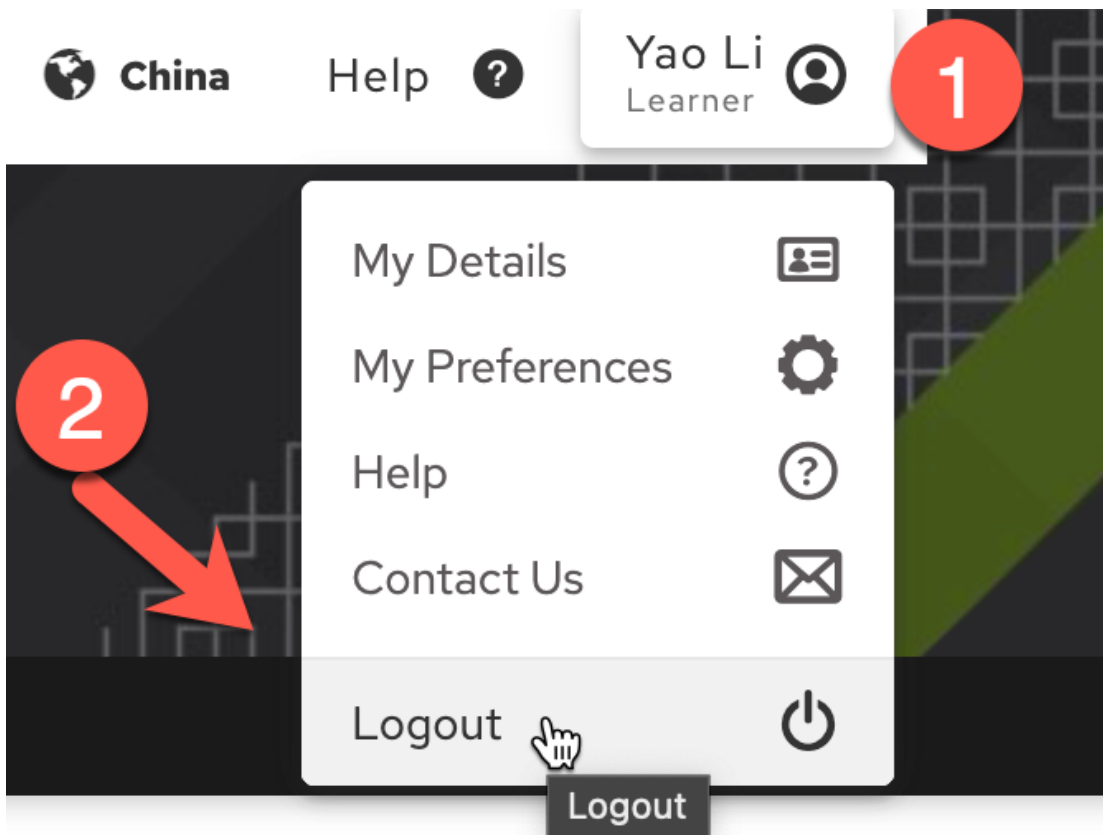 China
Help ?
Yao Li
Learner
1
My Details
My Preferences
2
Help ?
Contact Us
Logout
Logout